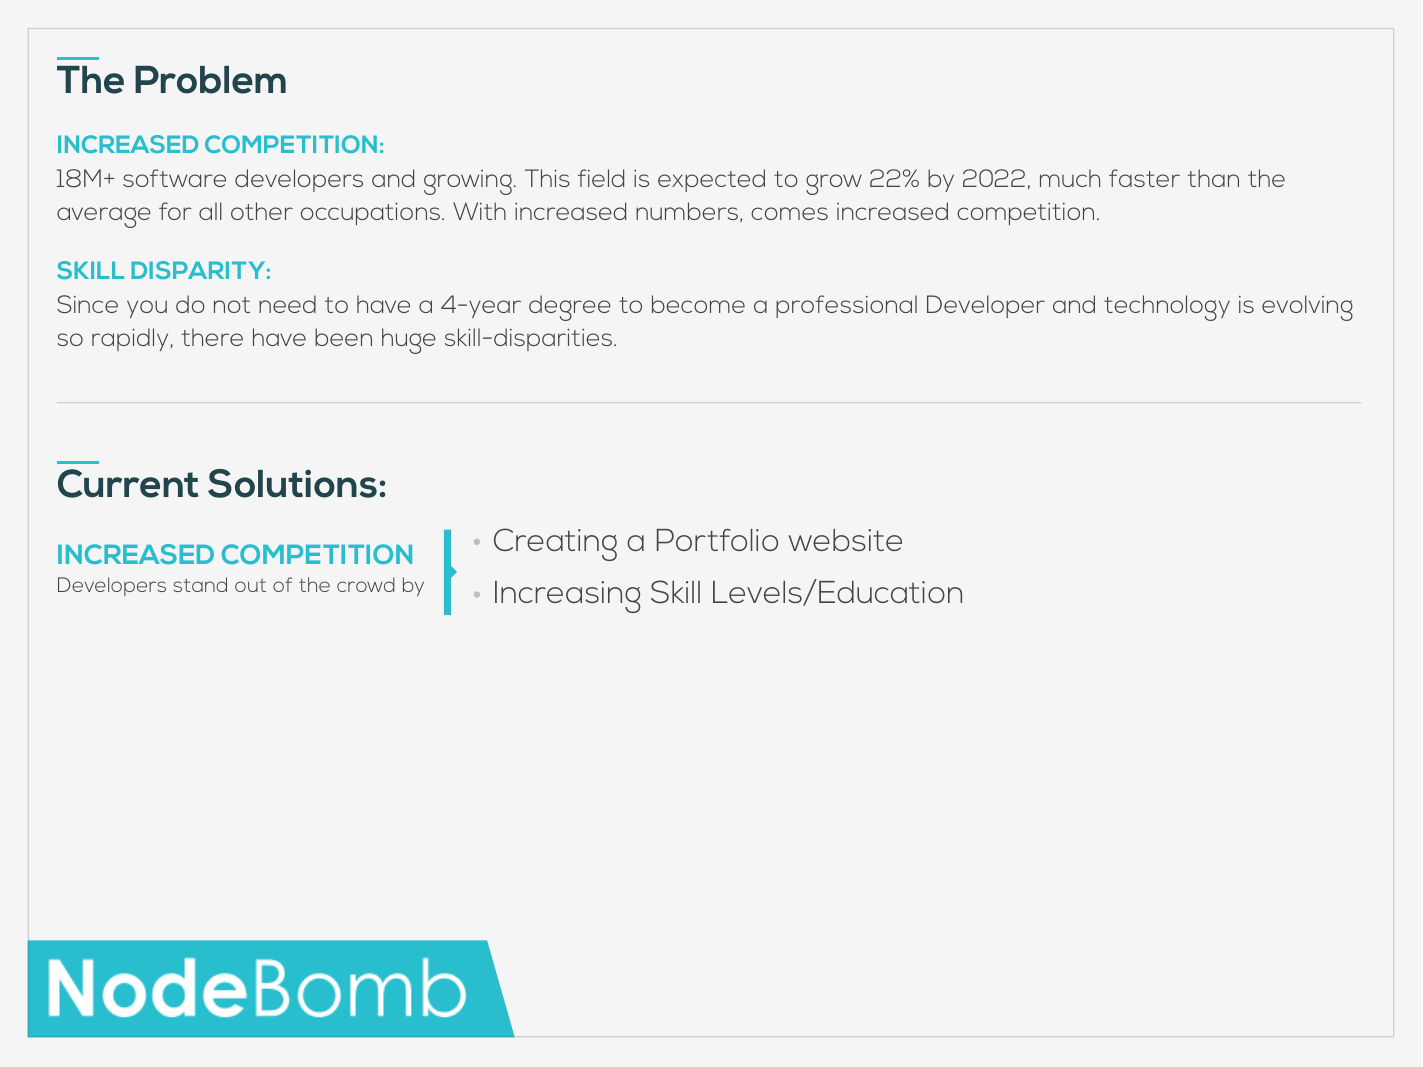 The Problem
INCREASED COMPETITION:
18M+ software developers and growing. This field is expected to grow 22% by 2022, much faster than the
average for all other occupations. With increased numbers, comes increased competition.
SKILL DISPARITY:
Since you do not need to have a 4-year degree to become a professional Developer and technology is evolving
so rapidly, there have been huge skill-disparities.
Current Solutions:
INCREASED COMPETITION
Developers stand out of the crowd by
• Creating a Portfolio website
• Increasing Skill Levels/Education
NodeBomb